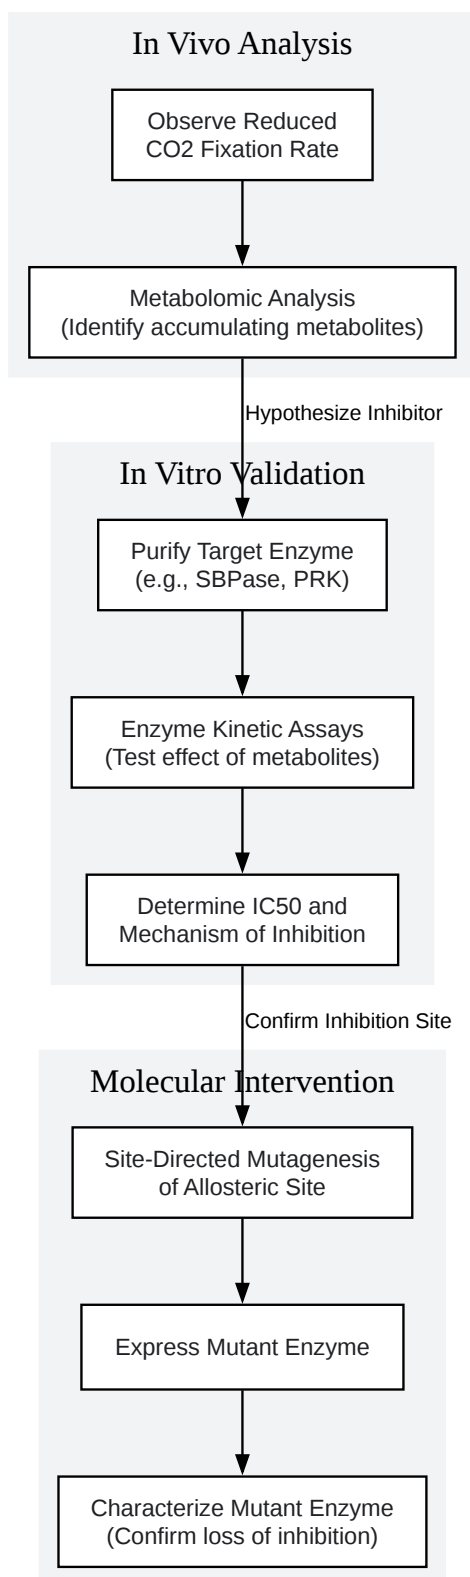 In Vivo Analysis
Observe Reduced
CO2 Fixation Rate
Metabolomic Analysis
(Identify accumulating metabolites)
Hypothesize Inhibitor
In Vitro Validation
Purify Target Enzyme
(e.g., SBPase, PRK)
Enzyme Kinetic Assays
(Test effect of metabolites)
Determine IC50 and
Mechanism of Inhibition
Confirm Inhibition Site
Molecular Intervention
Site-Directed Mutagenesis
of Allosteric Site
Express Mutant Enzyme
Characterize Mutant Enzyme
(Confirm loss of inhibition)